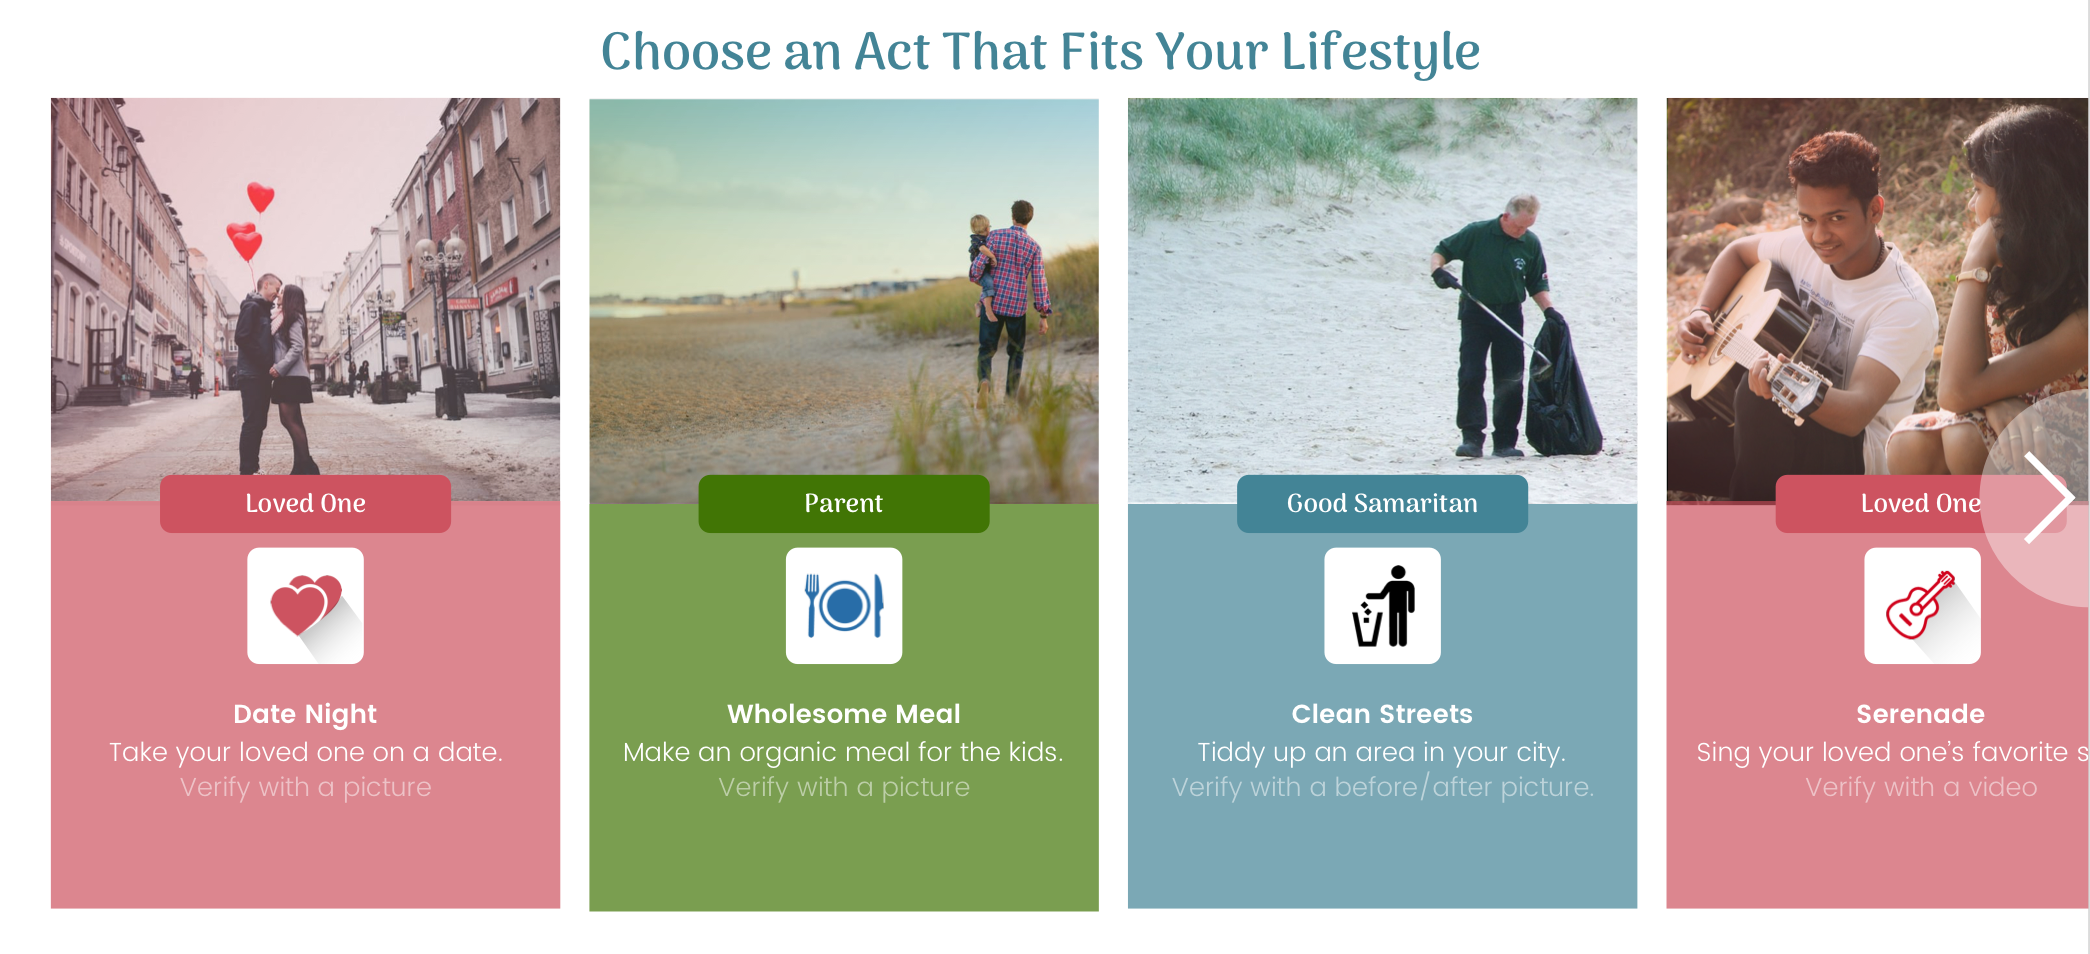 Choose an Act That Fits Your Lifestyle
Loved One
Date Night
Take your loved one on a date.
Verify with a picture
Parent
Wholesome Meal
Make an organic meal for the kids.
Verify with a picture
Good Samaritan
Clean Streets
Tiddy up an area in your city.
Verify with a before/after picture.
Loved One
Serenade
Sing your loved one's favorite s
Verify with a video